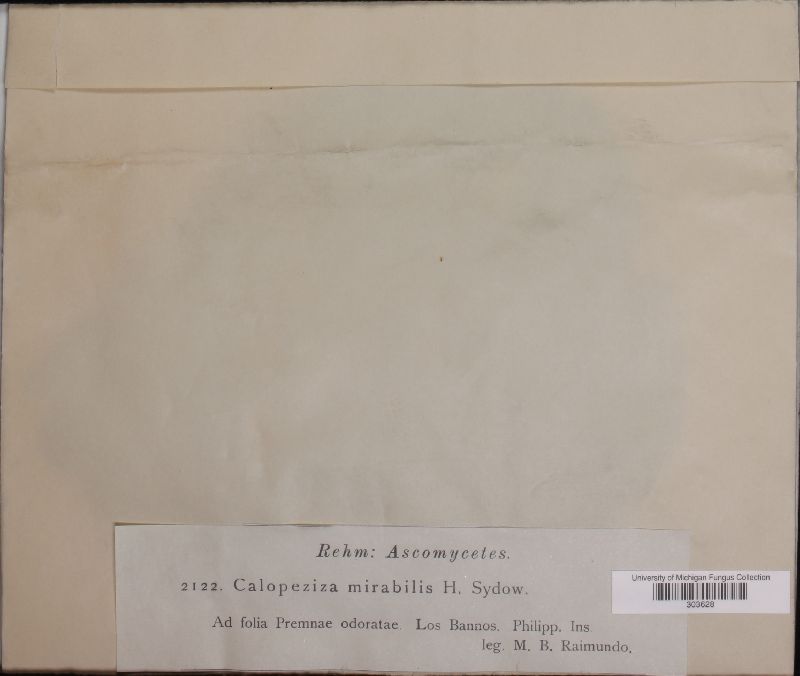 Rehm: Ascomycetes.
2122. Calopeziza mirabilis H. Sydow.
Ad folia Premnae odoratae. Los Bannos. Philipp. Ins.
leg. M. B. Raimundo.
University of Michigan Fungus Collection
303628